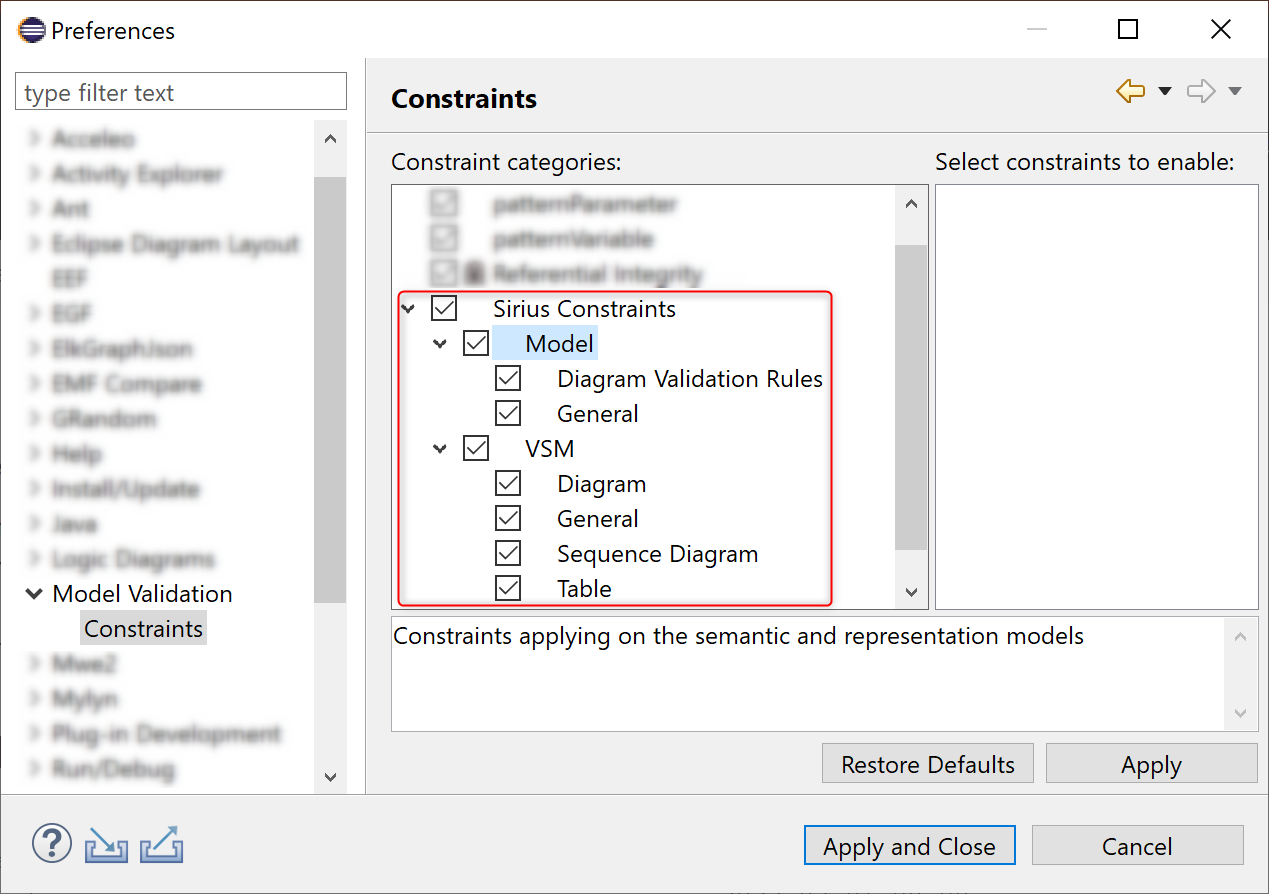 Preferences
type filter text
Acceleo
Activity Explorer
Ant
Eclipse Diagram Layout
EEF
EGF
ElkGraphJson
EMF Compare
GRandom
Help
Install/Update
Java
Logic Diagrams
Model Validation
Constraints
Mwe2
Mylyn
Plug-in Development
Run/Debug
Constraints
Constraint categories:
patternParameter
patternVariable
Referential Integrity
Sirius Constraints
Model
Diagram Validation Rules
General
VSM
Diagram
General
Sequence Diagram
Table
Select constraints to enable:
Constraints applying on the semantic and representation models
Restore Defaults
Apply
Apply and Close
Cancel